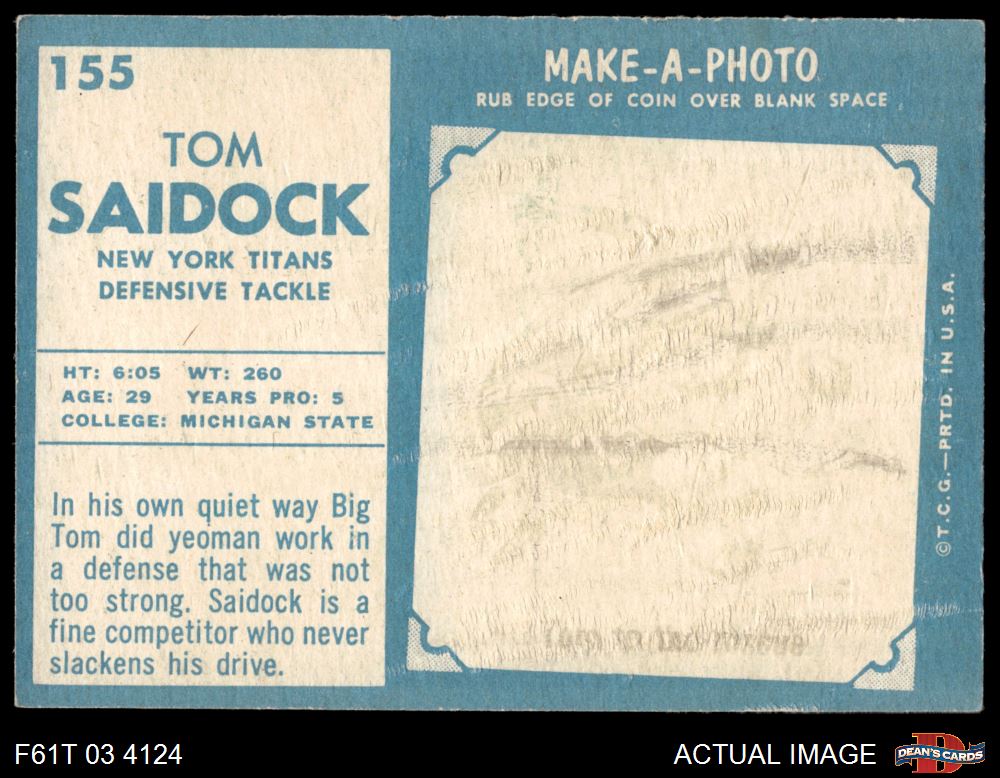 155
TOM
SAIDOCK
NEW YORK TITANS
DEFENSIVE TACKLE
HT: 6:05 WT: 260
AGE: 29 YEARS PRO: 5
COLLEGE: MICHIGAN STATE
In his own quiet way Big
Tom did yeoman work in
a defense that was not
too strong. Saidock is a
fine competitor who never
slackens his drive.
MAKE-A-PHOTO
RUB EDGE OF COIN OVER BLANK SPACE
©T.C.G.—PRTD. IN U.S.A.
F61T 03 4124
ACTUAL IMAGE
DEAN'S CARDS